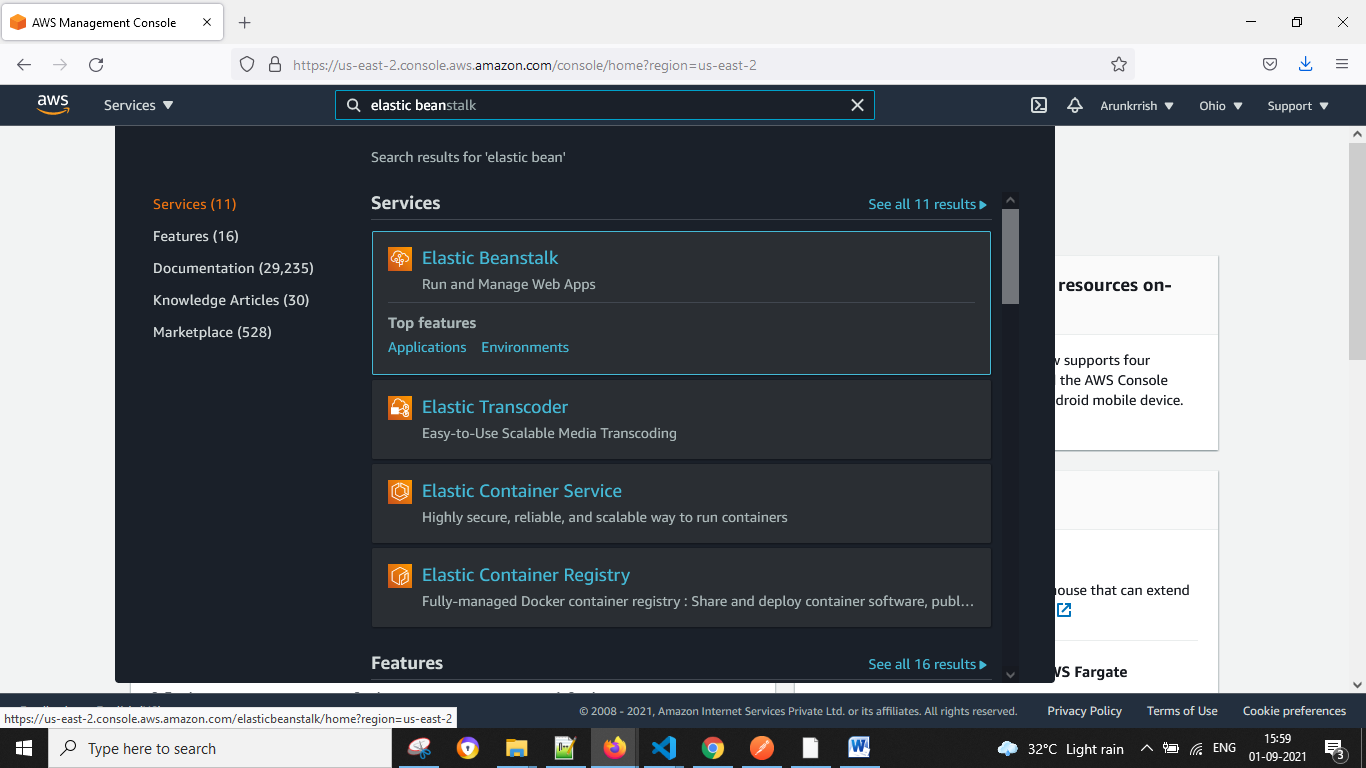 AWS Management Console
https://us-east-2.console.aws.amazon.com/console/home?region=us-east-2
aws
Services
elastic beanstalk
Arunkrrish
Ohio
Support
Search results for 'elastic bean'
Services (11)
Features (16)
Documentation (29,235)
Knowledge Articles (30)
Marketplace (528)
Services
See all 11 results
Elastic Beanstalk
Run and Manage Web Apps
Top features
Applications Environments
Elastic Transcoder
Easy-to-Use Scalable Media Transcoding
Elastic Container Service
Highly secure, reliable, and scalable way to run containers
Elastic Container Registry
Fully-managed Docker container registry : Share and deploy container software, publ...
Features
See all 16 results
resources on-
supports four
the AWS Console
droid mobile device.
that can extend
Fargate
https://us-east-2.console.aws.amazon.com/elasticbeanstalk/home?region=us-east-2
© 2008 - 2021, Amazon Internet Services Private Ltd. or its affiliates. All rights reserved.
Privacy Policy
Terms of Use
Cookie preferences
Type here to search
32°C Light rain
ENG
15:59
01-09-2021
3